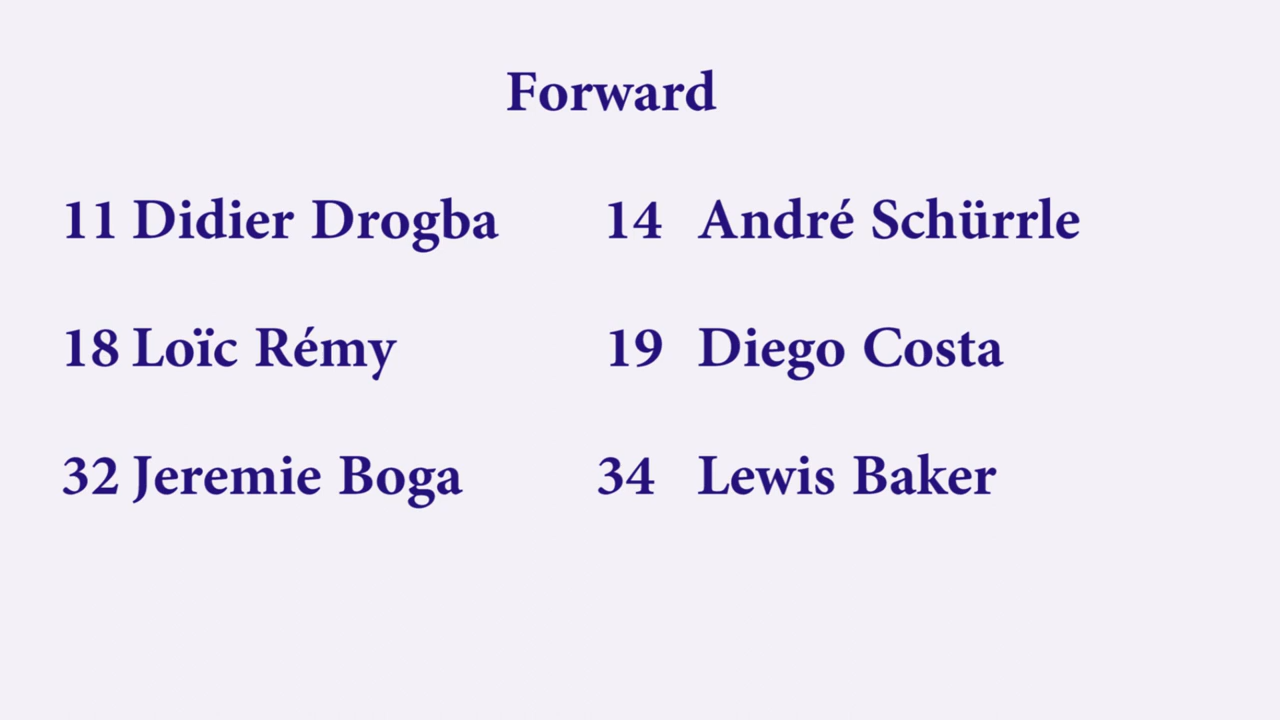 Forward
11 Didier Drogba 14 André Schürrle
18 Loïc Rémy 19 Diego Costa
32 Jeremie Boga 34 Lewis Baker